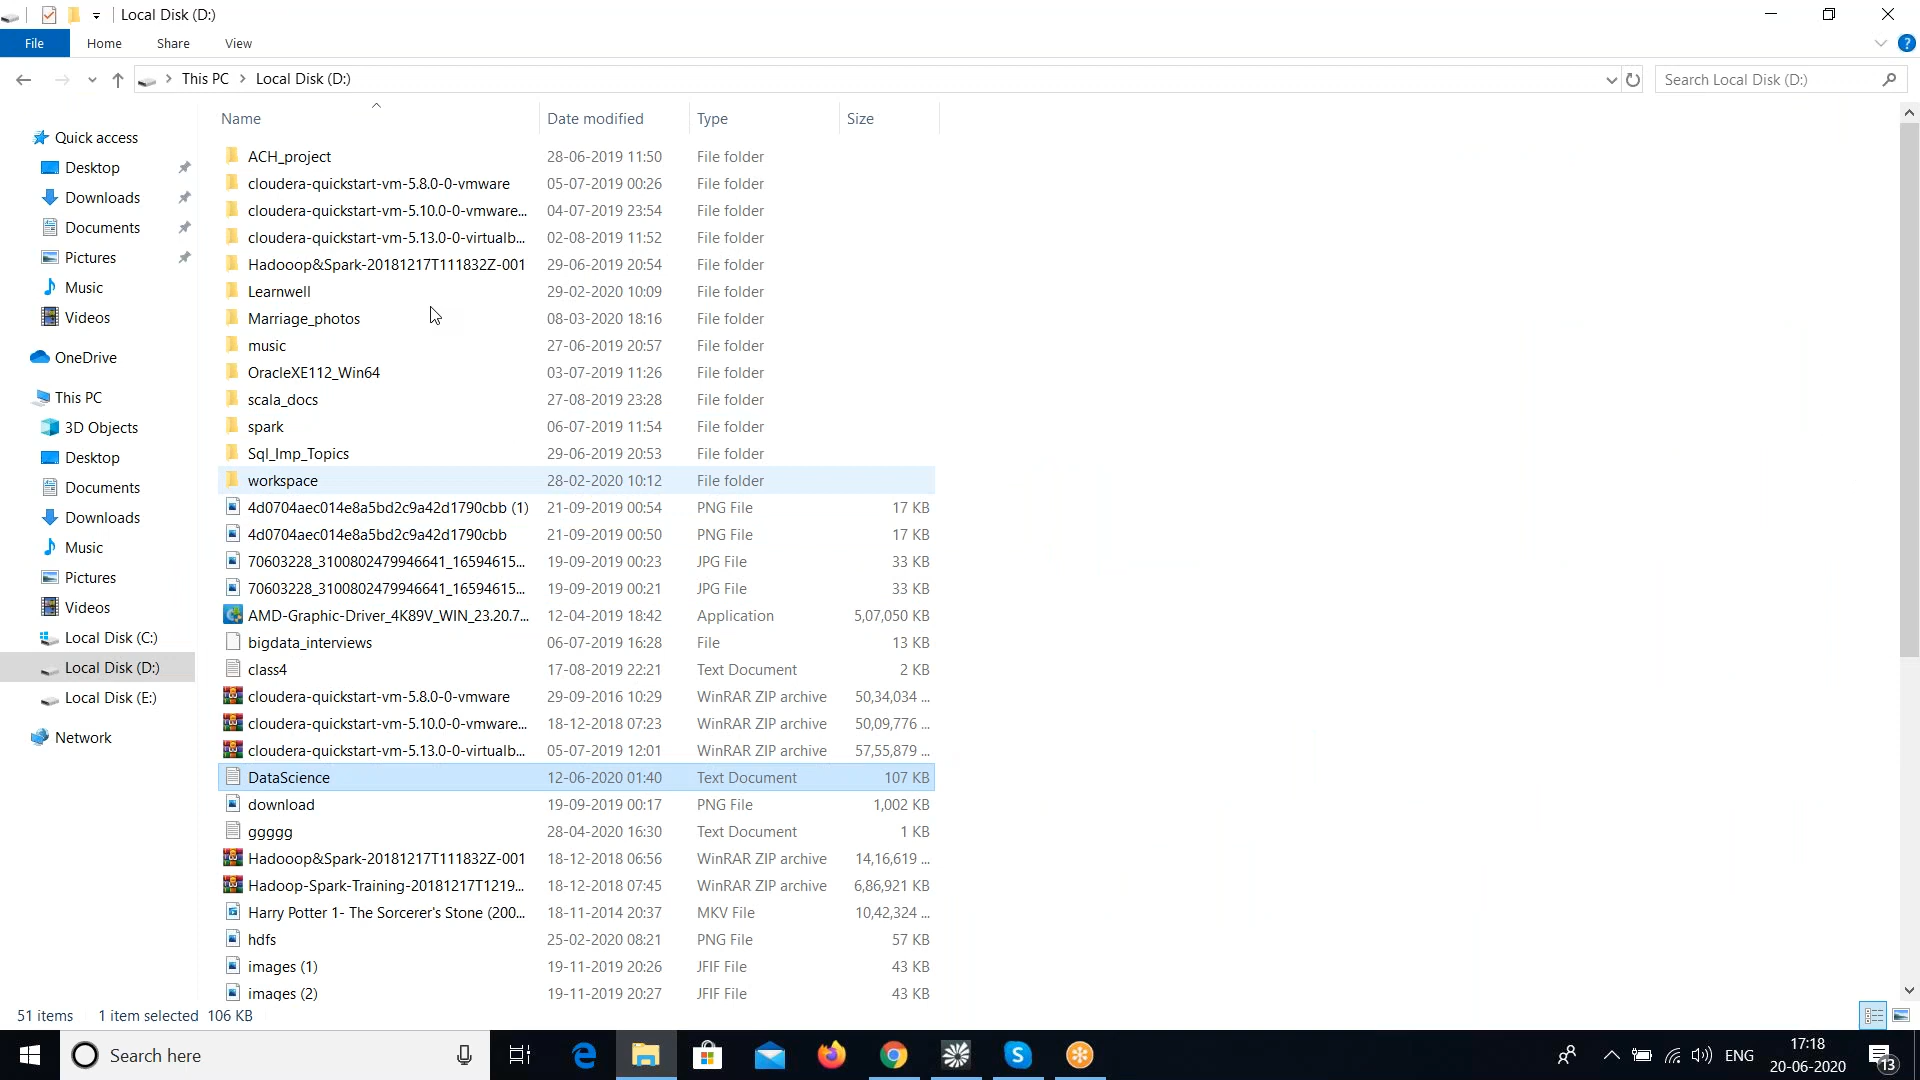 Local Disk (D:)
File Home Share View
This PC Local Disk (D:) Search Local Disk (D:)
Name Date modified Type Size
Quick access
Desktop
Downloads
Documents
Pictures
Music
Videos
OneDrive
This PC
3D Objects
Desktop
Documents
Downloads
Music
Pictures
Videos
Local Disk (C:)
Local Disk (D:)
Local Disk (E:)
Network
ACH_project 28-06-2019 11:50 File folder
cloudera-quickstart-vm-5.8.0-0-vmware 05-07-2019 00:26 File folder
cloudera-quickstart-vm-5.10.0-0-vmware... 04-07-2019 23:54 File folder
cloudera-quickstart-vm-5.13.0-0-virtualb... 02-08-2019 11:52 File folder
Hadooop&Spark-20181217T111832Z-001 29-06-2019 20:54 File folder
Learnwell 29-02-2020 10:09 File folder
Marriage_photos 08-03-2020 18:16 File folder
music 27-06-2019 20:57 File folder
OracleXE112_Win64 03-07-2019 11:26 File folder
scala_docs 27-08-2019 23:28 File folder
spark 06-07-2019 11:54 File folder
Sql_Imp_Topics 29-06-2019 20:53 File folder
workspace 28-02-2020 10:12 File folder
4d0704aec014e8a5bd2c9a42d1790cbb (1) 21-09-2019 00:54 PNG File 17 KB
4d0704aec014e8a5bd2c9a42d1790cbb 21-09-2019 00:50 PNG File 17 KB
70603228_3100802479946641_16594615... 19-09-2019 00:23 JPG File 33 KB
70603228_3100802479946641_16594615... 19-09-2019 00:21 JPG File 33 KB
AMD-Graphic-Driver_4K89V_WIN_23.20.7... 12-04-2019 18:42 Application 5,07,050 KB
bigdata_interviews 06-07-2019 16:28 File 13 KB
class4 17-08-2019 22:21 Text Document 2 KB
cloudera-quickstart-vm-5.8.0-0-vmware 29-09-2016 10:29 WinRAR ZIP archive 50,34,034 ...
cloudera-quickstart-vm-5.10.0-0-vmware... 18-12-2018 07:23 WinRAR ZIP archive 50,09,776 ...
cloudera-quickstart-vm-5.13.0-0-virtualb... 05-07-2019 12:01 WinRAR ZIP archive 57,55,879 ...
DataScience 12-06-2020 01:40 Text Document 107 KB
download 19-09-2019 00:17 PNG File 1,002 KB
ggggg 28-04-2020 16:30 Text Document 1 KB
Hadooop&Spark-20181217T111832Z-001 18-12-2018 06:56 WinRAR ZIP archive 14,16,619 ...
Hadoop-Spark-Training-20181217T1219... 18-12-2018 07:45 WinRAR ZIP archive 6,86,921 KB
Harry Potter 1- The Sorcerer's Stone (200... 18-11-2014 20:37 MKV File 10,42,324 ...
hdfs 25-02-2020 08:21 PNG File 57 KB
images (1) 19-11-2019 20:26 JFIF File 43 KB
images (2) 19-11-2019 20:27 JFIF File 43 KB
51 items 1 item selected 106 KB
Search here ENG 17:18
20-06-2020 13